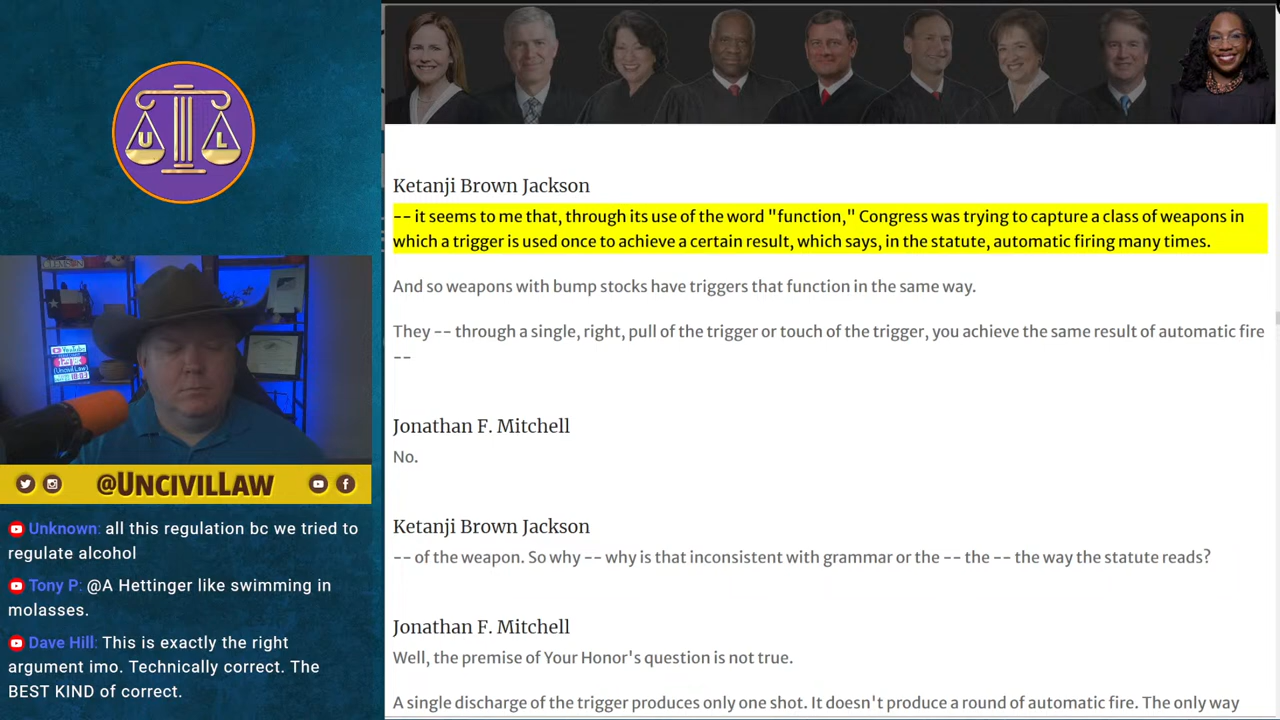 U L
@UNCIVILLAW
Unknown: all this regulation bc we tried to
regulate alcohol
Tony P: @A Hettinger like swimming in
molasses.
Dave Hill: This is exactly the right
argument imo. Technically correct. The
BEST KIND of correct.
Ketanji Brown Jackson
-- it seems to me that, through its use of the word "function," Congress was trying to capture a class of weapons in
which a trigger is used once to achieve a certain result, which says, in the statute, automatic firing many times.
And so weapons with bump stocks have triggers that function in the same way.
They -- through a single, right, pull of the trigger or touch of the trigger, you achieve the same result of automatic fire
--
Jonathan F. Mitchell
No.
Ketanji Brown Jackson
-- of the weapon. So why -- why is that inconsistent with grammar or the -- the -- the way the statute reads?
Jonathan F. Mitchell
Well, the premise of Your Honor's question is not true.
A single discharge of the trigger produces only one shot. It doesn't produce a round of automatic fire. The only way